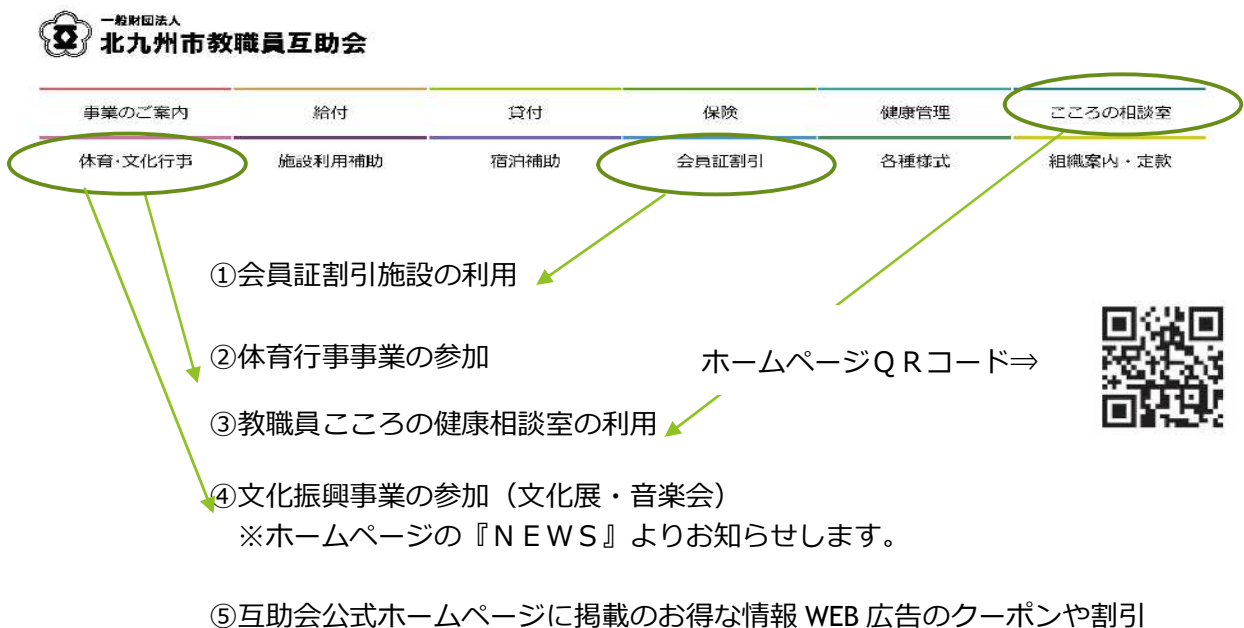 一般財団法人
北九州市教職員互助会
事業のご案内 給付 貸付 保険 健康管理 こころの相談室
体育･文化行事 施設利用補助 宿泊補助 会員証割引 各種様式 組織案内・定款
①会員証割引施設の利用
②体育行事事業の参加
ホームページＱＲコード⇒
③教職員こころの健康相談室の利用
④文化振興事業の参加（文化展・音楽会）
※ホームページの『ＮＥＷＳ』よりお知らせします。
⑤互助会公式ホームページに掲載のお得な情報 WEB 広告のクーポンや割引